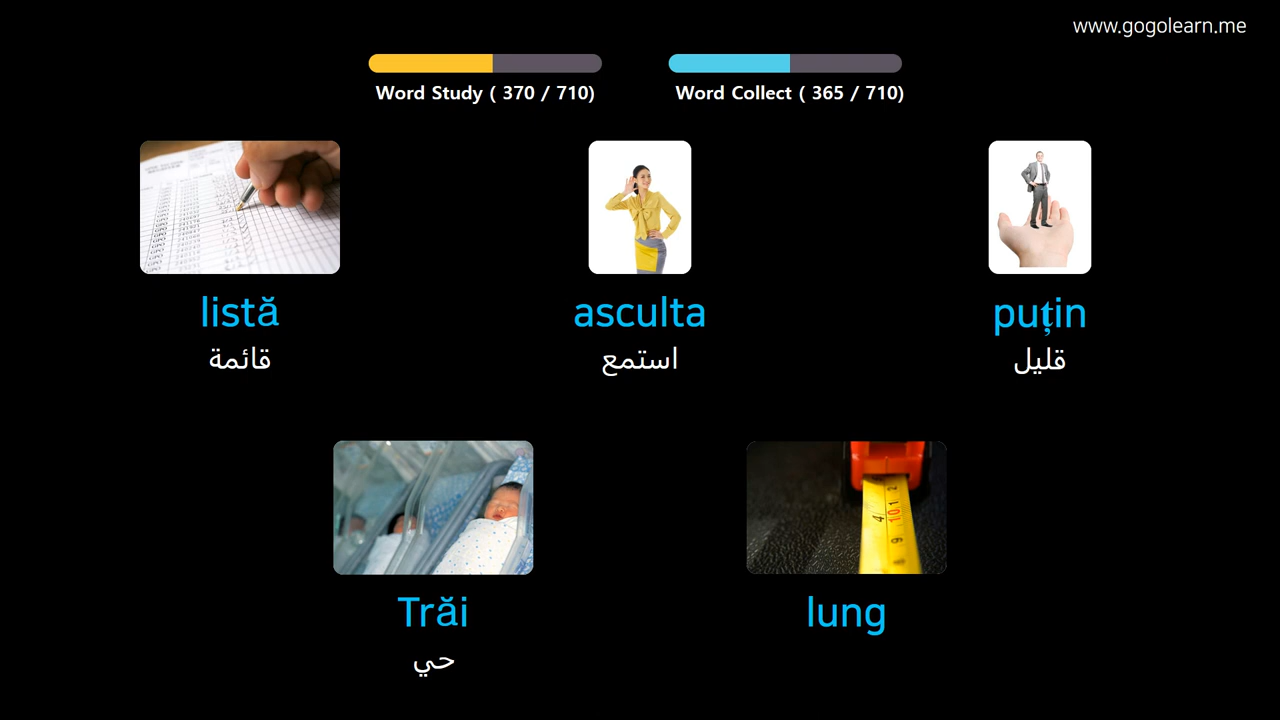 www.gogolearn.me
Word Study ( 370 / 710)
Word Collect ( 365 / 710)
listă
قائمة
asculta
استمع
puțin
قليل
Trăi
حي
lung